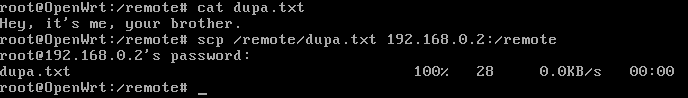 root@OpenWrt:/remote# cat dupa.txt
Hey, it's me, your brother.
root@OpenWrt:/remote# scp /remote/dupa.txt 192.168.0.2:/remote
root@192.168.0.2's password:
dupa.txt 100% 28 0.0KB/s 00:00
root@OpenWrt:/remote# _